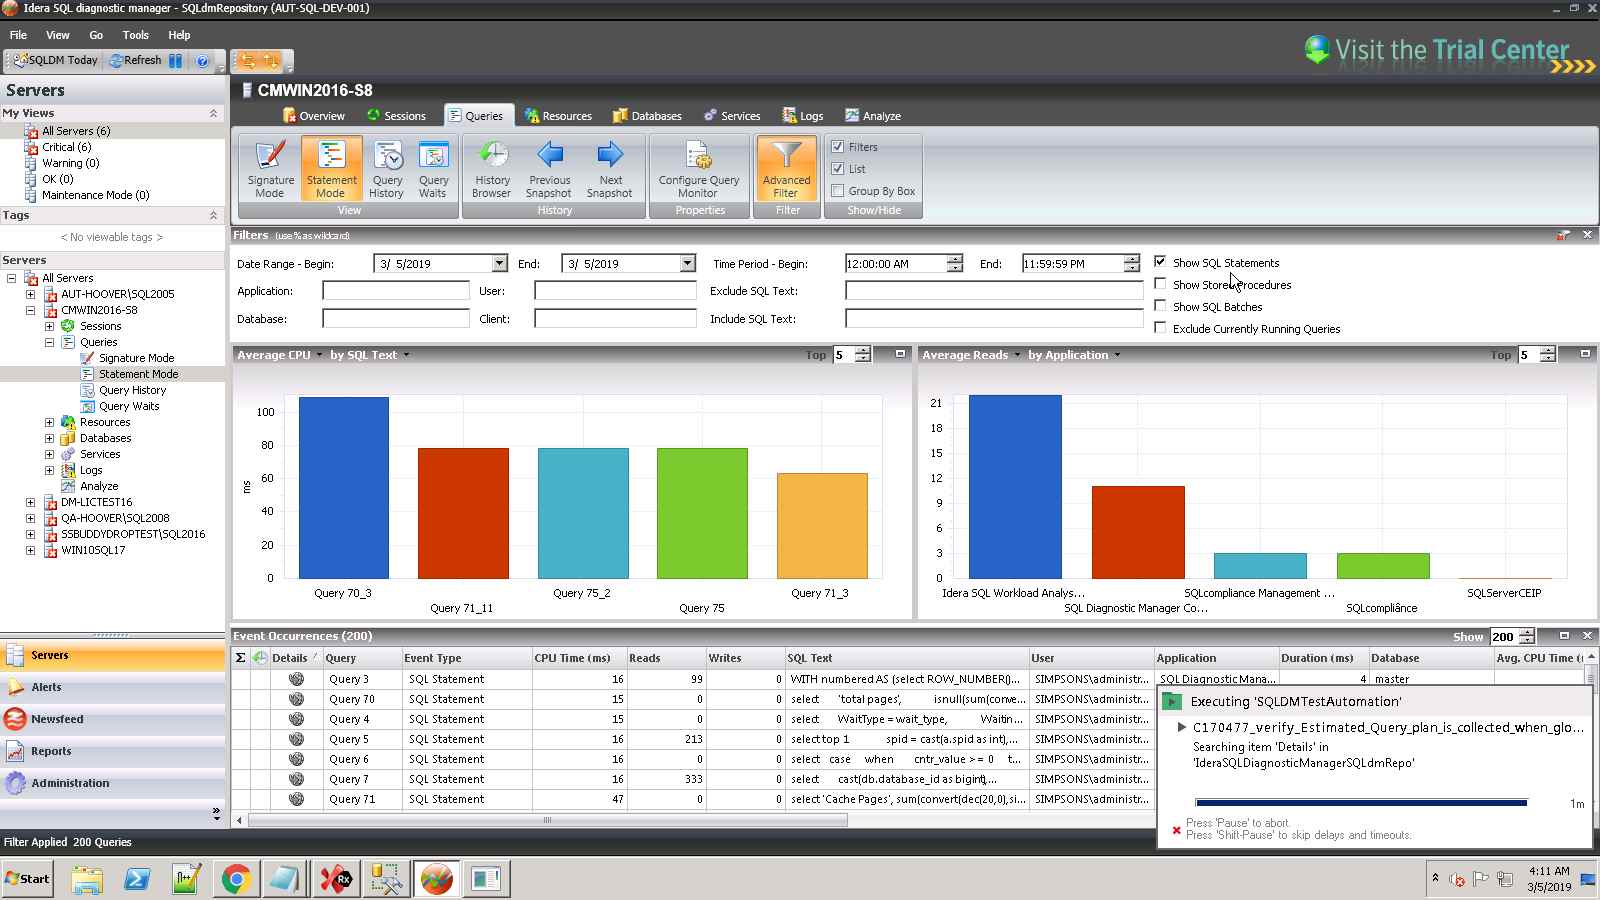 Idera SQL diagnostic manager - SQLdmRepository (AUT-SQL-DEV-001)
File View Go Tools Help
SQLDM Today Refresh
Visit the Trial Center
Servers
My Views
All Servers (6)
Critical (6)
Warning (0)
OK (0)
Maintenance Mode (0)
Tags
< No viewable tags >
Servers
All Servers
AUT-HOOVER\SQL2005
CMWIN2016-S8
Sessions
Queries
Signature Mode
Statement Mode
Query History
Query Waits
Resources
Databases
Services
Logs
Analyze
DM-LICTEST16
QA-HOOVER\SQL2008
SSBUDDYDROPTEST\SQL2016
WIN10SQL17
Servers
Alerts
Newsfeed
Reports
Administration
CMWIN2016-S8
Overview Sessions Queries Resources Databases Services Logs Analyze
Signature Mode
Statement Mode
Query History
Query Waits
View
History Browser
Previous Snapshot
Next Snapshot
History
Configure Query Monitor
Properties
Advanced Filter
Filter
Filters
List
Group By Box
Show/Hide
Filters (use % as wildcard)
Date Range - Begin: 3/ 5/2019 End: 3/ 5/2019 Time Period - Begin: 12:00:00 AM End: 11:59:59 PM Show SQL Statements
Application: User: Exclude SQL Text: Show Stored Procedures
Database: Client: Include SQL Text: Show SQL Batches
Exclude Currently Running Queries
Average CPU by SQL Text Top 5
100
80
60
40
20
0
ms
Query 70_3 Query 71_11 Query 75_2 Query 75 Query 71_3
Average Reads by Application Top 5
21
18
15
12
9
6
3
0
Idera SQL Workload Analys... SQL Diagnostic Manager Co... SQLcompliance Management ... SQLcompliânce SQLServerCEIP
Event Occurrences (200) Show 200
Σ Details Query Event Type CPU Time (ms) Reads Writes SQL Text User Application Duration (ms) Database Avg. CPU Time (
Query 3 SQL Statement 16 99 0 WITH numbered AS (select ROW_NUMBER()... SIMPSONS\administr... SQL Diagnostic Mana... 4 master
Query 70 SQL Statement 15 0 0 select 'total pages', isnull(sum(conve... SIMPSONS\administr...
Query 4 SQL Statement 15 0 0 select WaitType = wait_type, Waitin... SIMPSONS\administr...
Query 5 SQL Statement 16 213 0 select top 1 spid = cast(a.spid as int),... SIMPSONS\administr...
Query 6 SQL Statement 16 0 0 select case when cntr_value >= 0 t... SIMPSONS\administr...
Query 7 SQL Statement 16 333 0 select cast(db.database_id as bigint),... SIMPSONS\administr...
Query 71 SQL Statement 47 0 0 select 'Cache Pages', sum(convert(dec(20,0),si... SIMPSONS\administr...
Executing 'SQLDMTestAutomation'
C170477_verify_Estimated_Query_plan_is_collected_when_glo...
Searching item 'Details' in
'IderaSQLDiagnosticManagerSQLdmRepo'
1m
Press 'Pause' to abort.
Press 'Shift-Pause' to skip delays and timeouts.
Filter Applied 200 Queries
Start
Rx
4:11 AM
3/5/2019